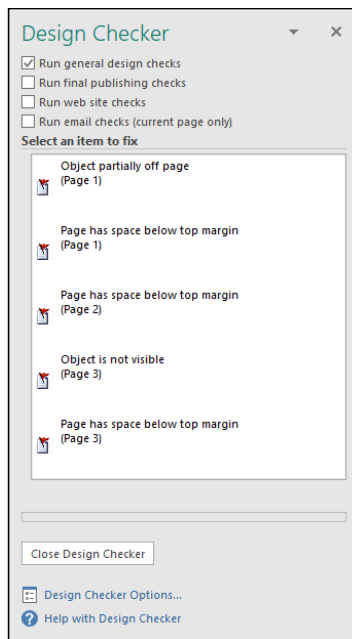 Design Checker
Run general design checks
Run final publishing checks
Run web site checks
Run email checks (current page only)
Select an item to fix
Object partially off page
(Page 1)
Page has space below top margin
(Page 1)
Page has space below top margin
(Page 2)
Object is not visible
(Page 3)
Page has space below top margin
(Page 3)
Close Design Checker
Design Checker Options...
Help with Design Checker